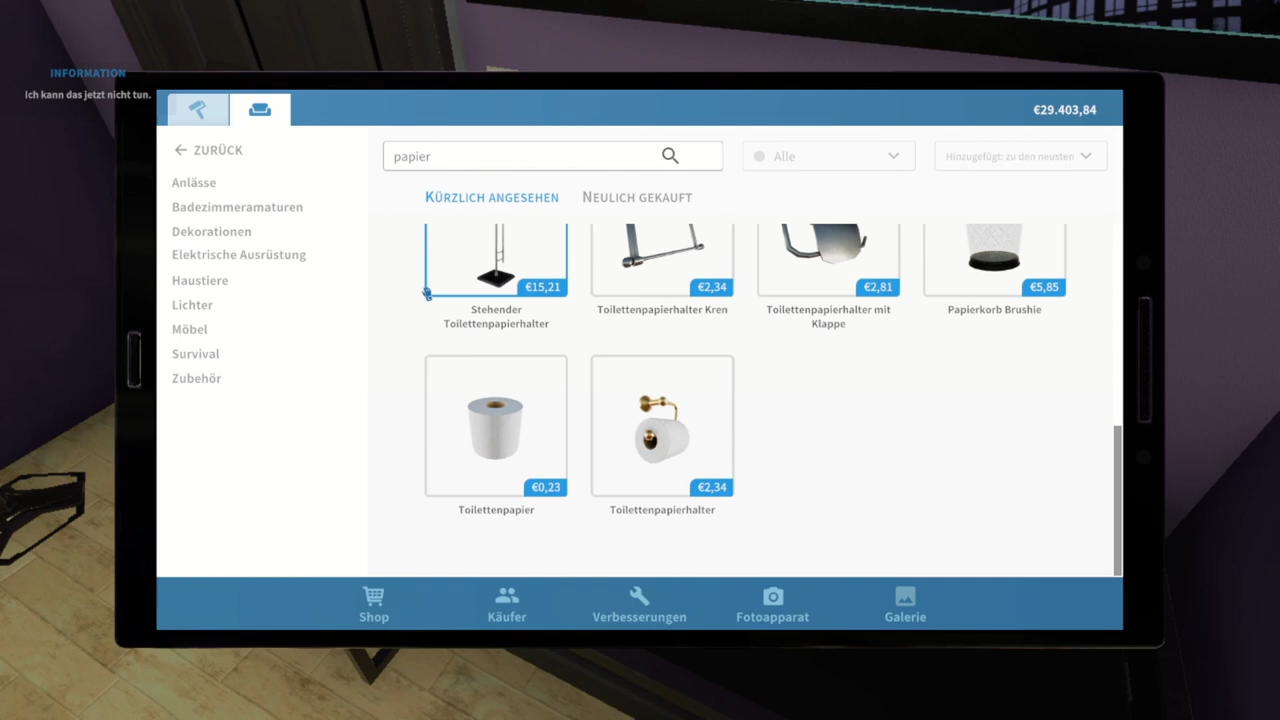 INFORMATION
Ich kann das jetzt nicht tun.
€29.403,84
ZURÜCK
Anlässe
Badezimmeramaturen
Dekorationen
Elektrische Ausrüstung
Haustiere
Lichter
Möbel
Survival
Zubehör
papier
Alle
Hinzugefügt: zu den neusten
KÜRZLICH ANGESEHEN
NEULICH GEKAUFT
€15,21
€2,34
€2,81
€5,85
Stehender
Toilettenpapierhalter
Toilettenpapierhalter Kren
Toilettenpapierhalter mit
Klappe
Papierkorb Brushie
€0,23
€2,34
Toilettenpapier
Toilettenpapierhalter
Shop
Käufer
Verbesserungen
Fotoapparat
Galerie